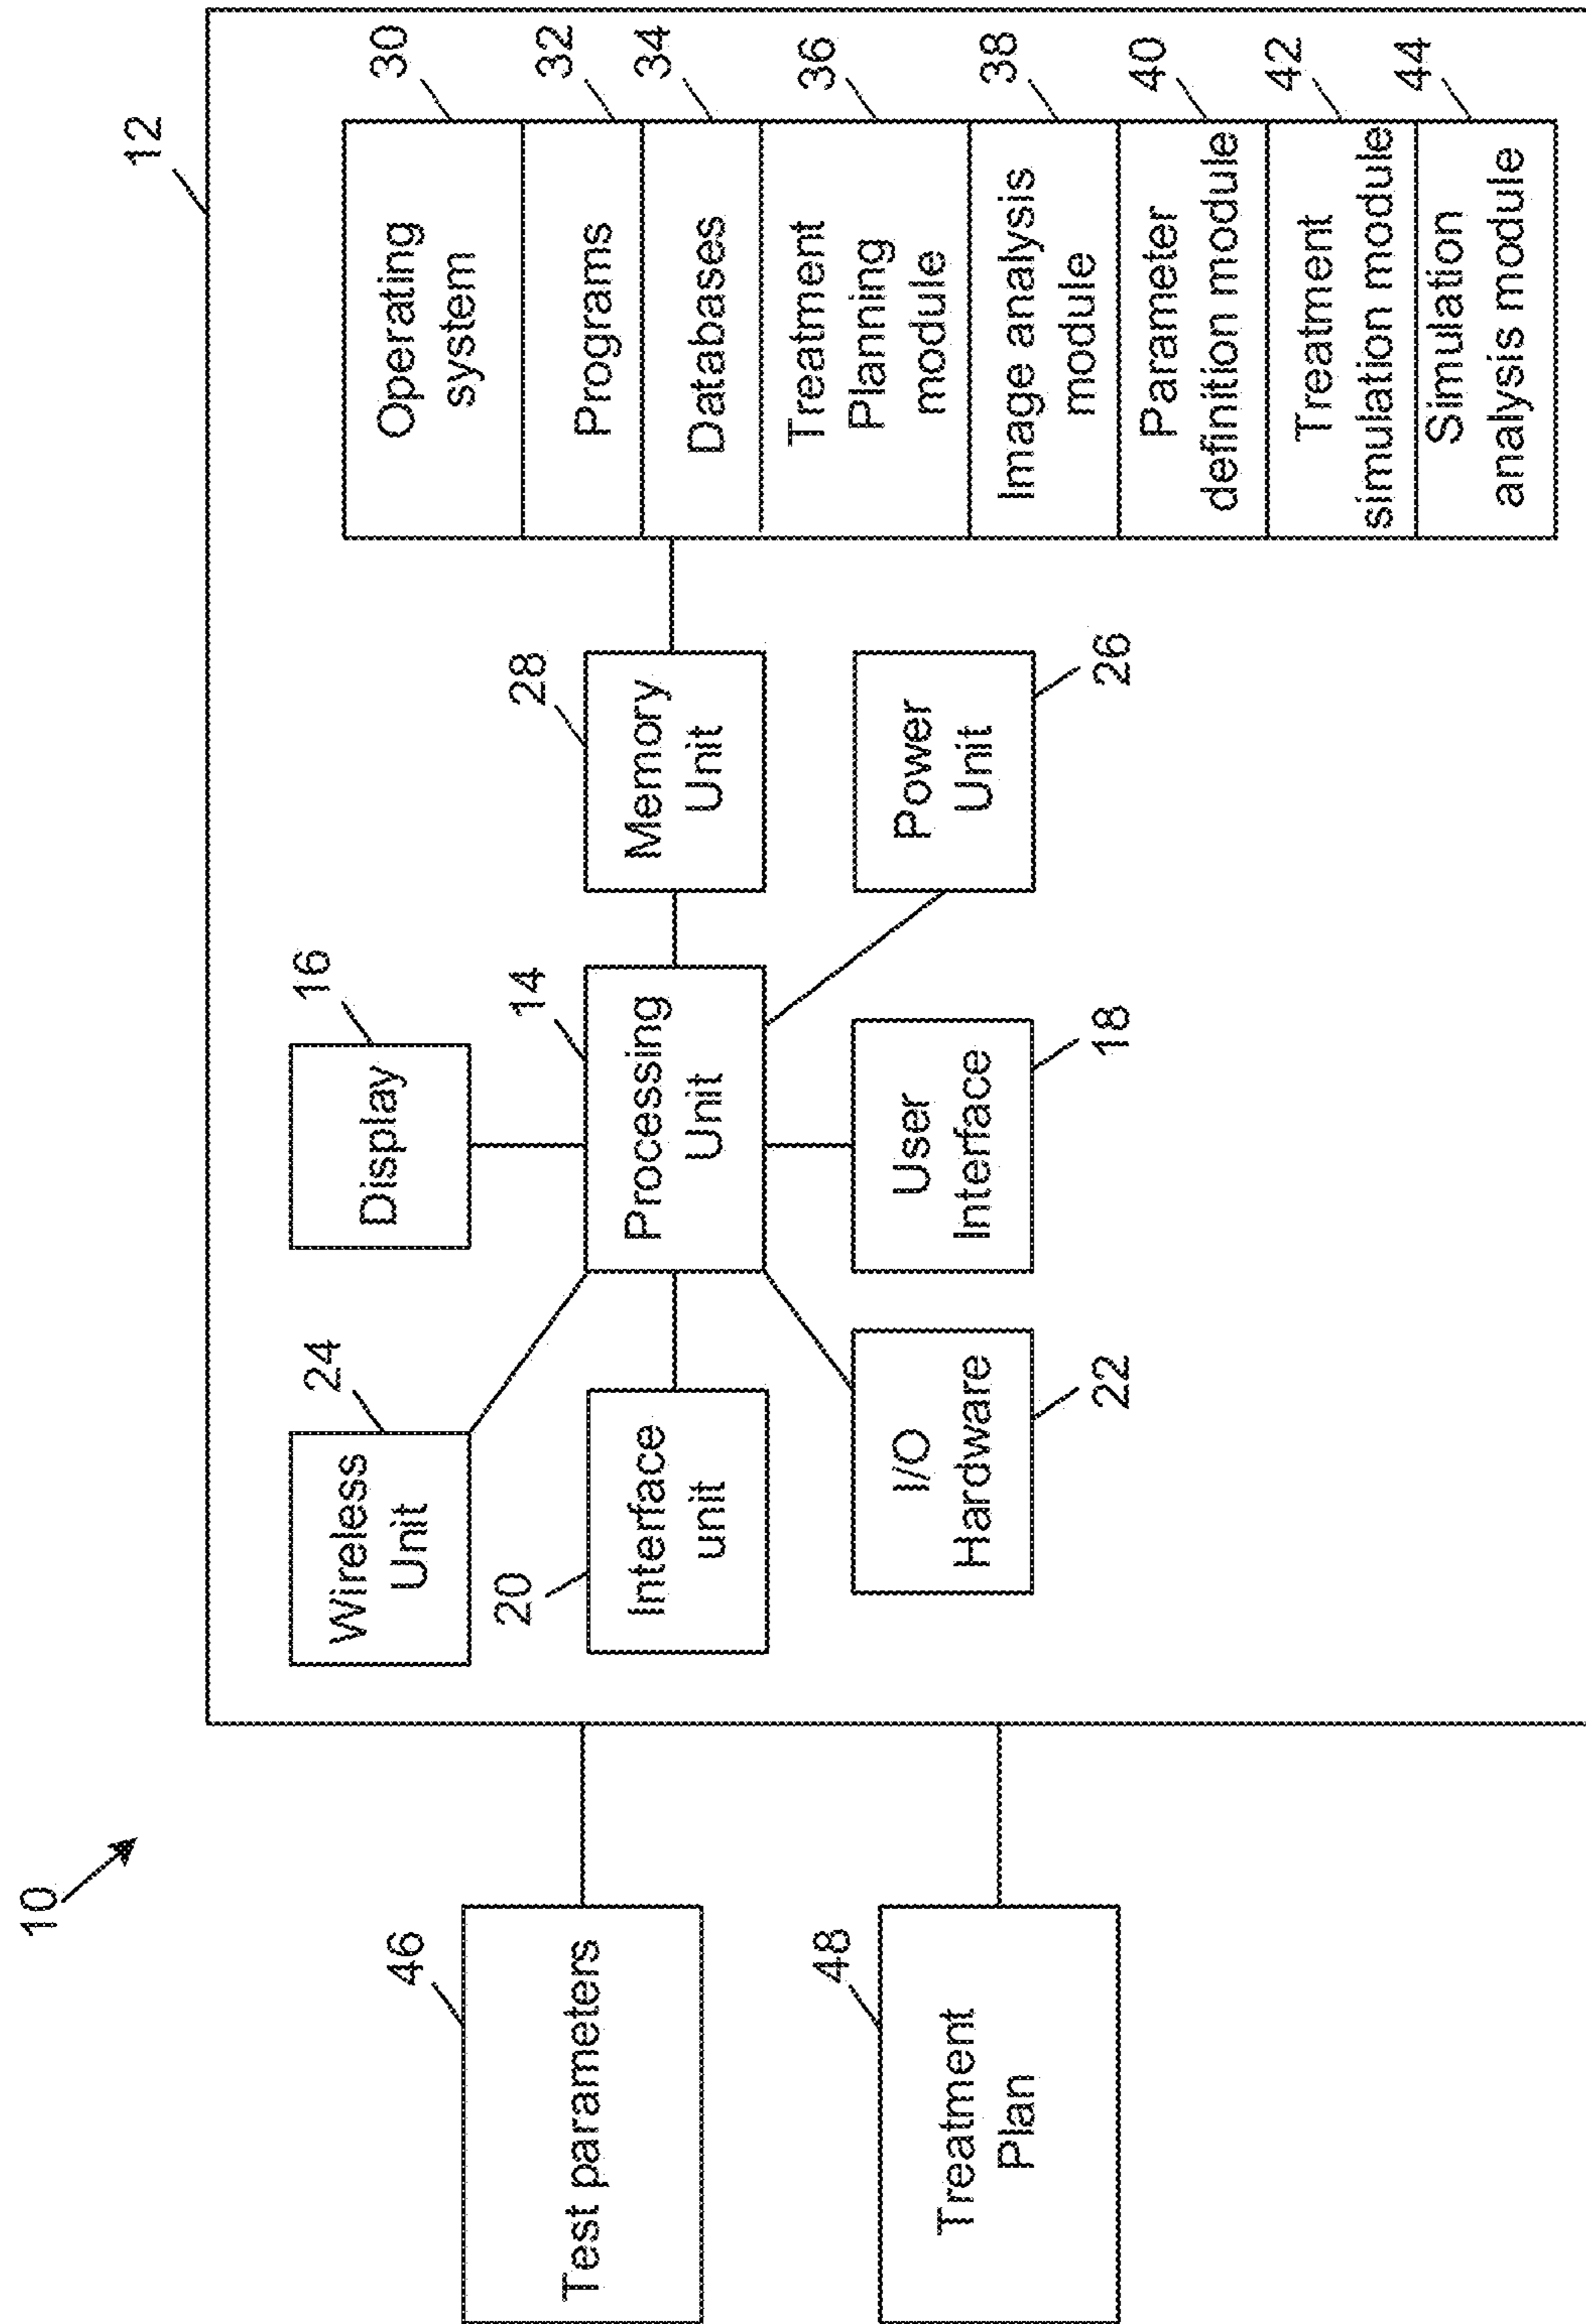 10
12
46
Test parameters
48
Treatment
Plan
24
Wireless
Unit
16
Display
20
Interface
unit
14
Processing
Unit
28
Memory
Unit
22
I/O
Hardware
18
User
Interface
26
Power
Unit
30
Operating
system
32
Programs
34
Databases
36
Treatment
Planning
module
38
Image analysis
module
40
Parameter
definition module
42
Treatment
simulation module
44
Simulation
analysis module